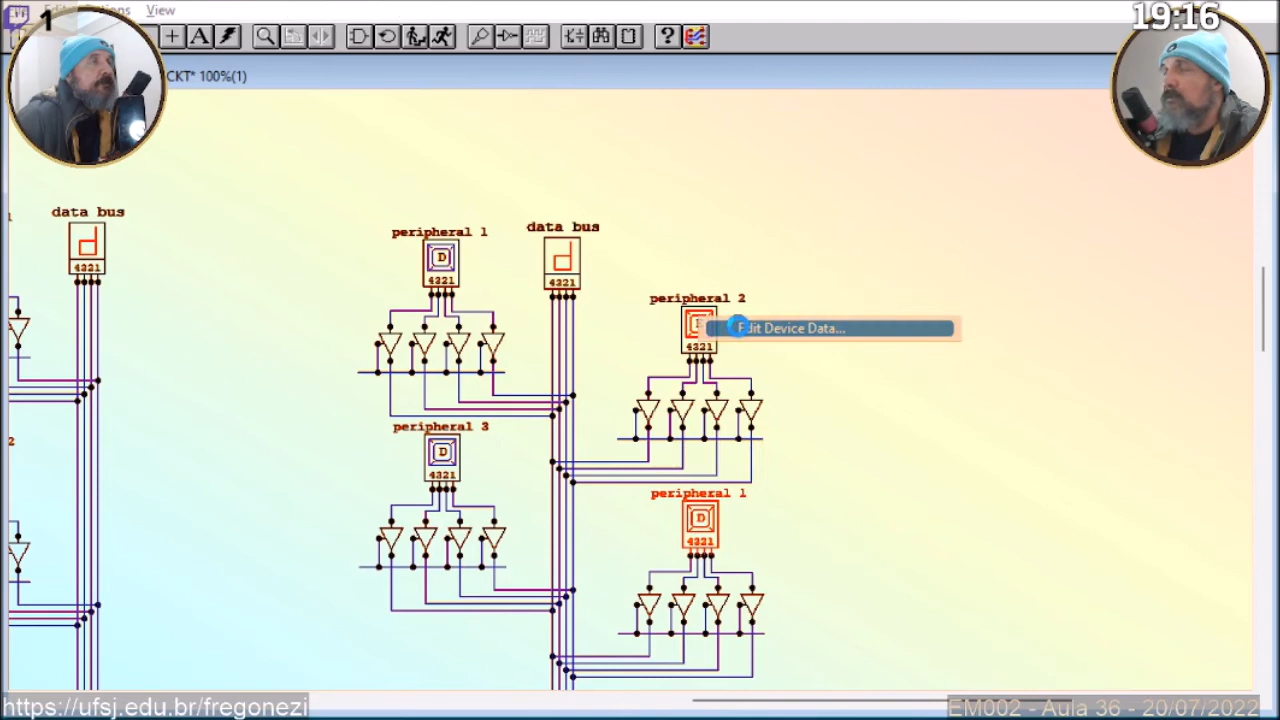 1
View
19:16
A
?
CKT* 100%(1)
data bus
d
4321
peripheral 1
D
4321
data bus
d
4321
peripheral 2
4321
Edit Device Data...
2
peripheral 3
D
4321
peripheral 1
D
4321
https://ufsj.edu.br/fregonezi
EM002 - Aula 36 - 20/07/2022